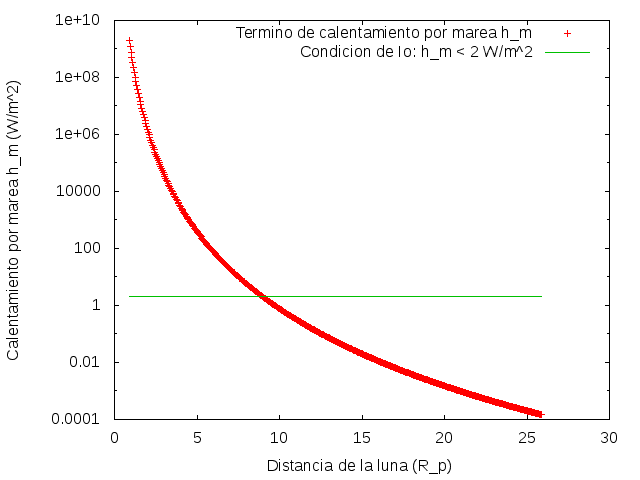 1e+10
1e+08
1e+06
10000
100
1
0.01
0.0001
0
5
10
15
20
25
30
Calentamiento por marea h_m (W/m^2)
Distancia de la luna (R_p)
Termino de calentamiento por marea h_m
Condicion de Io: h_m < 2 W/m^2